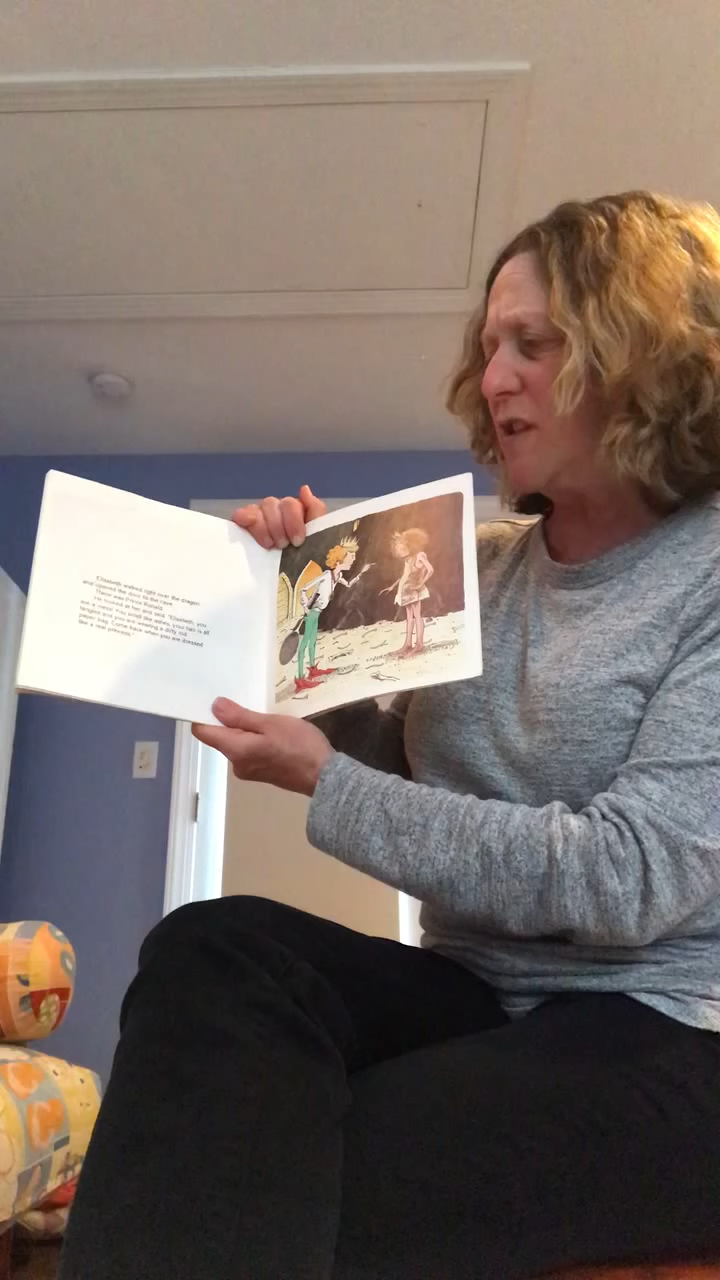 Elizabeth walked right over the dragon
and opened the door to the cave.
There was Prince Ronald.
He looked at her and said, "Elizabeth, you
are a mess! You smell like ashes, your hair is all
tangled and you are wearing a dirty old
paper bag. Come back when you are dressed
like a real princess."